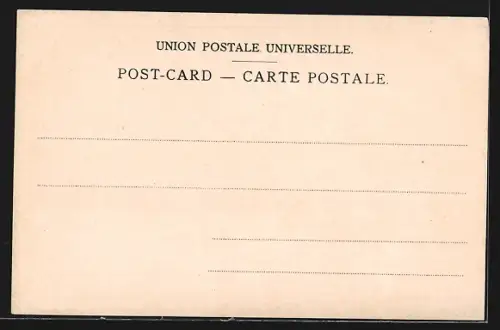 UNION POSTALE. UNIVERSELLE.
POST-CARD — CARTE POSTALE.